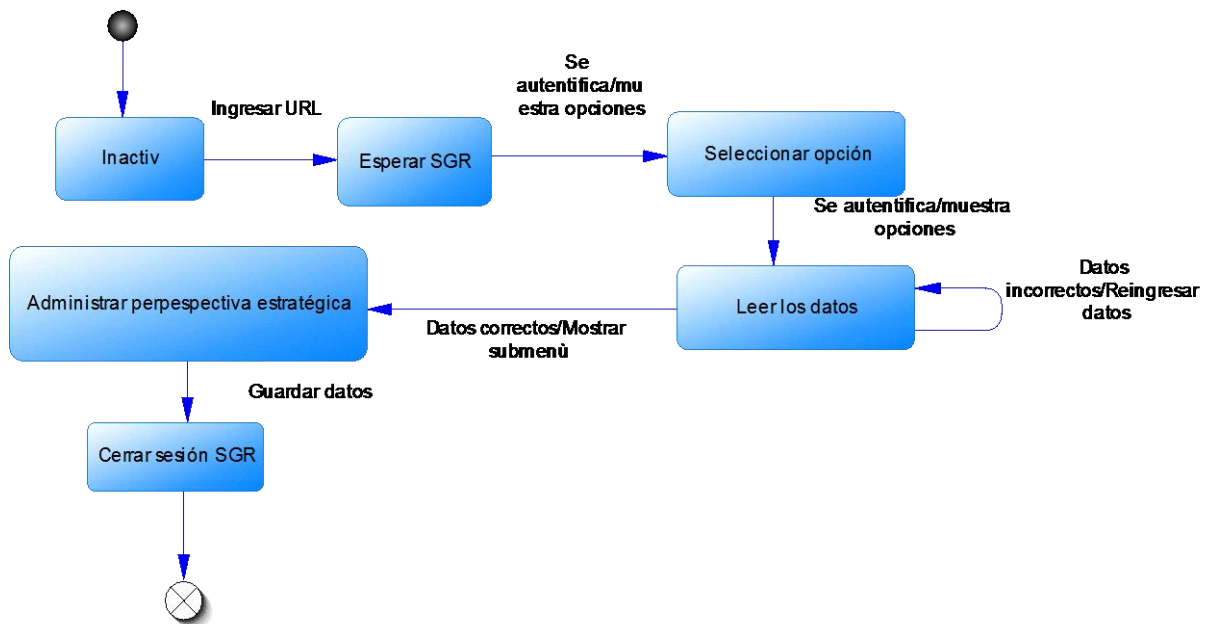 Ingresar URL
Se
autentifica/mu
estra opciones
Inactiv
Esperar SGR
Seleccionar opción
Se autentifica/muestra
opciones
Administrar perpespectiva estratégica
Datos correctos/Mostrar
submenù
Leer los datos
Datos
incorrectos/Reingresar
datos
Guardar datos
Cerrar sesión SGR